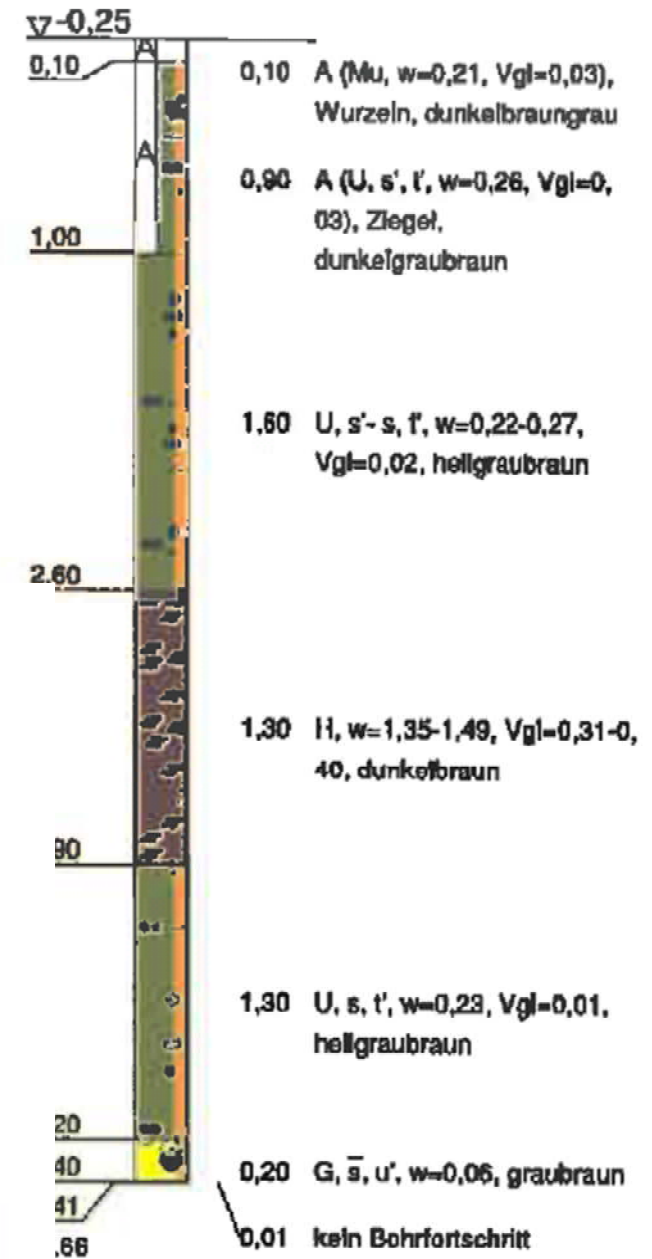 ▽-0,25
0,10
0,10 A (Mu, w=0,21, Vgl=0,03),
Wurzeln, dunkelbraungrau
A
A
0,90 A (U, s', t', w=0,26, Vgl=0,
03), Ziegel,
dunkelgraubraun
1,00
1,60 U, s'- s, t', w=0,22-0,27,
Vgl=0,02, hellgraubraun
2.60
1,30 H, w=1,35-1,49, Vgl=0,31-0,
40, dunkelbraun
90
1,30 U, s, t', w=0,23, Vgl=0,01,
hellgraubraun
20
40
0,20 G, s̅, u', w=0,06, graubraun
41
0,01 kein Bohrfortschritt
.66